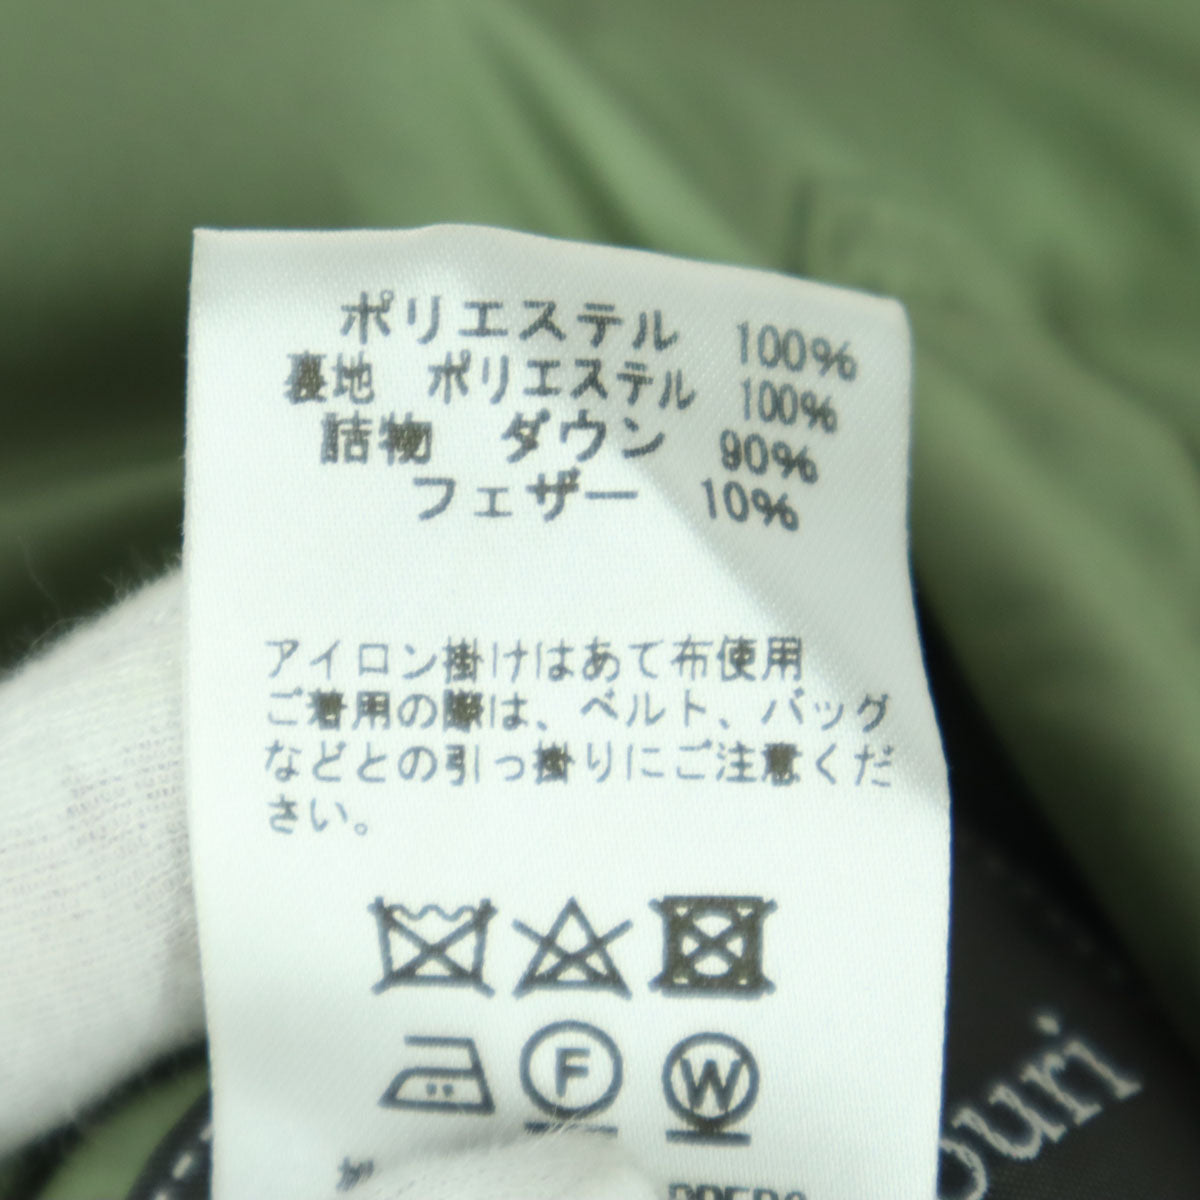 ポリエステル 100%
裏地 ポリエステル 100%
詰物 ダウン 90%
フェザー 10%
アイロン掛けはあて布使用
ご着用の際は、ベルト、バッグ
などとの引っ掛りにご注意くだ
さい。
F W
ouri